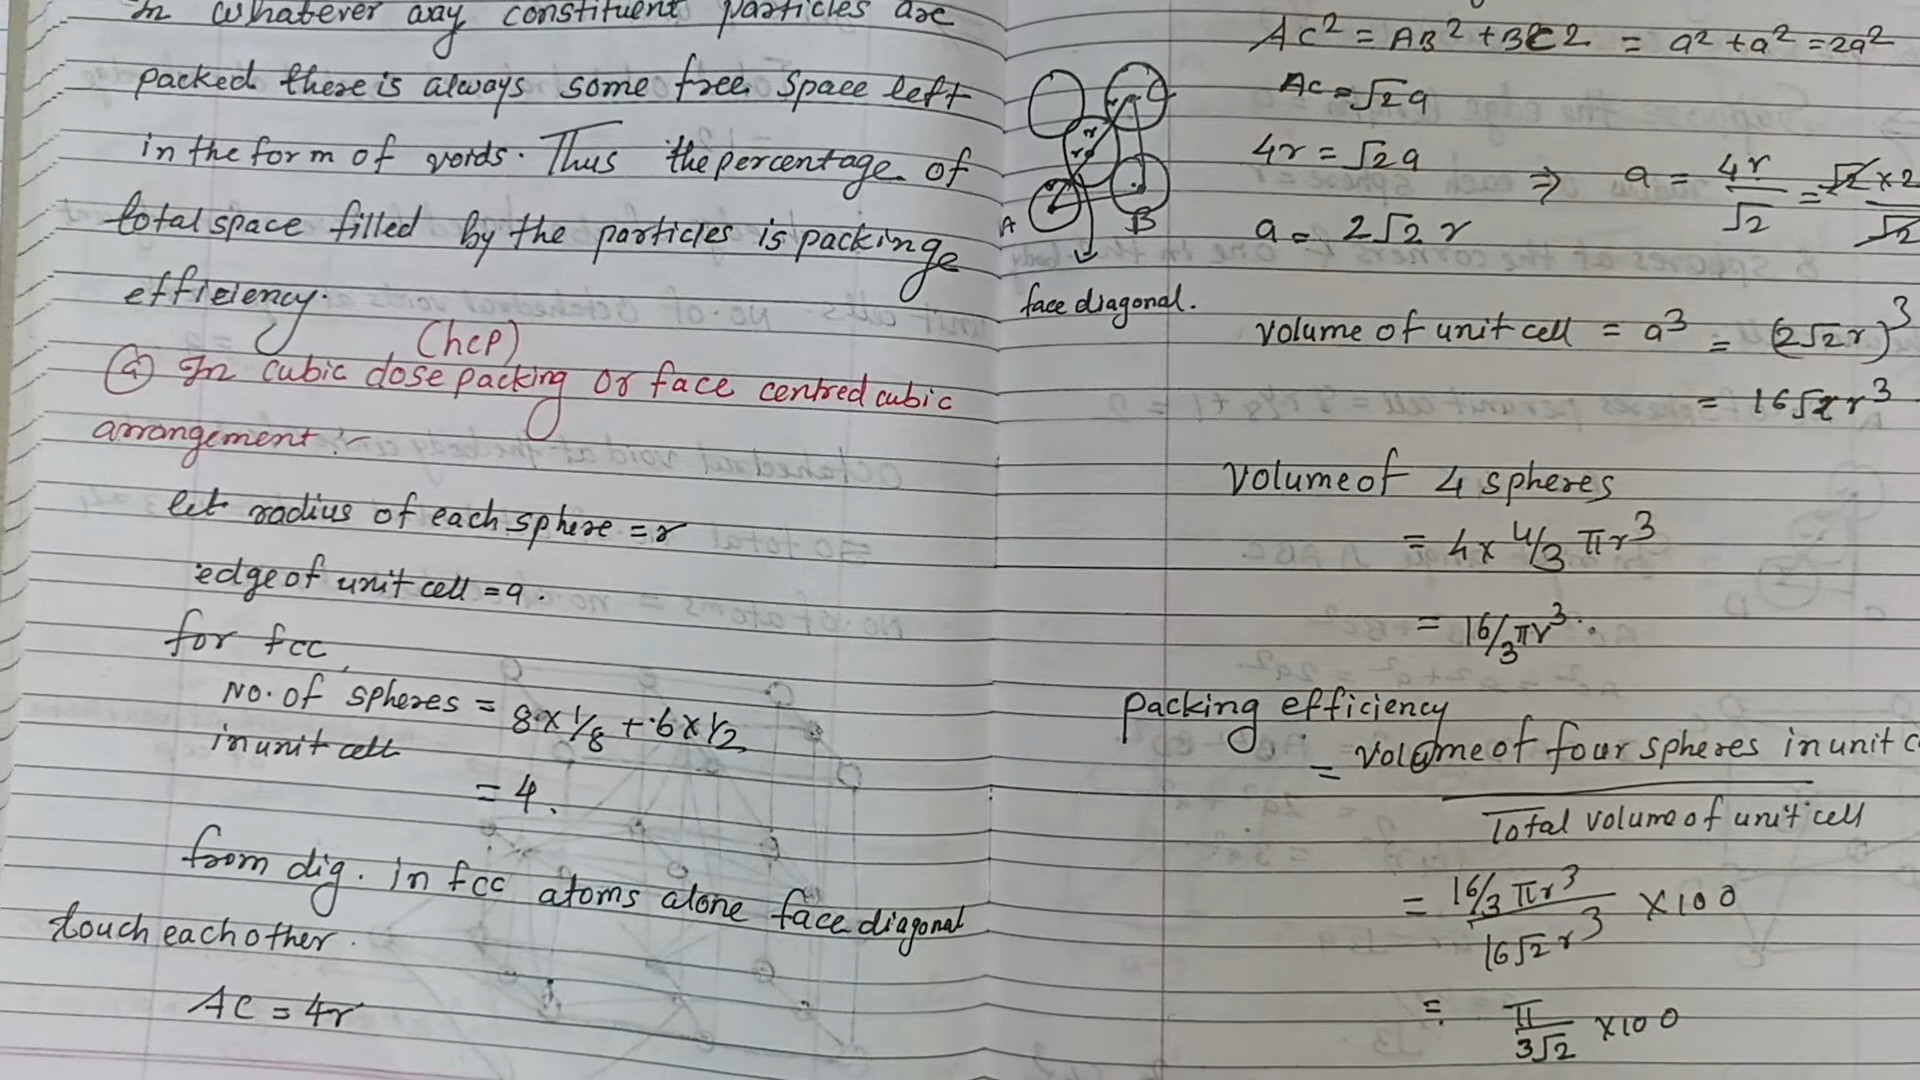 In whatever way constituent particles are
packed there is always some free space left
in the form of voids. Thus the percentage of
total space filled by the particles is packinge
efficiency.
(hcp)
(a) In cubic dose packing or face centred cubic
arrangement :-
let radius of each sphere = r
edge of unit cell = a.
for fcc,
No. of spheres = 8 x 1/8 + 6 x 1/2
in unit cell
= 4.
from dig. in fcc atoms alone face diagonal
touch each other.
AC = 4r
AC² = AB² + BC2 = a² + a² = 2a²
AC = √2a
4r = √2a ⇒ a = 4r/√2 = √2 x 2
√2
a = 2√2 r
C
r
r
A
B
face diagonal.
volume of unit cell = a³ = (2√2r)³
= 16√2r³
Volume of 4 spheres
= 4 x 4/3 πr³
= 16/3 πr³.
Packing efficiency
= volume of four spheres in unit c
Total volume of unit cell
= 16/3 πr³ / 16√2 r³ x 100
= π / 3√2 x 100